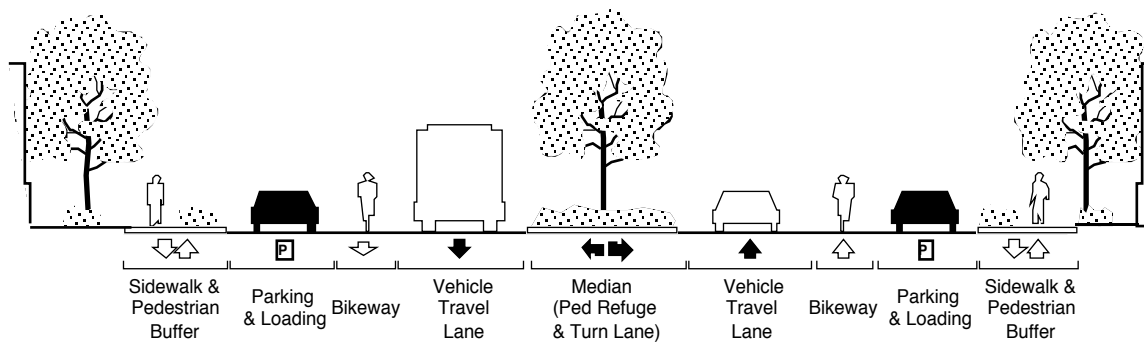 P
P
Sidewalk &
Pedestrian
Buffer
Parking
& Loading
Bikeway
Vehicle
Travel
Lane
Median
(Ped Refuge
& Turn Lane)
Vehicle
Travel
Lane
Bikeway
Parking
& Loading
Sidewalk &
Pedestrian
Buffer